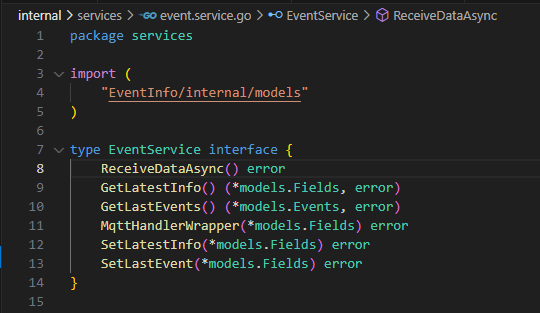 internal > services > event.service.go > EventService > ReceiveDataAsync
1 package services
2
3 import (
4 "EventInfo/internal/models"
5 )
6
7 type EventService interface {
8 ReceiveDataAsync() error
9 GetLatestInfo() (*models.Fields, error)
10 GetLastEvents() (*models.Events, error)
11 MqttHandlerWrapper(*models.Fields) error
12 SetLatestInfo(*models.Fields) error
13 SetLastEvent(*models.Fields) error
14 }
15